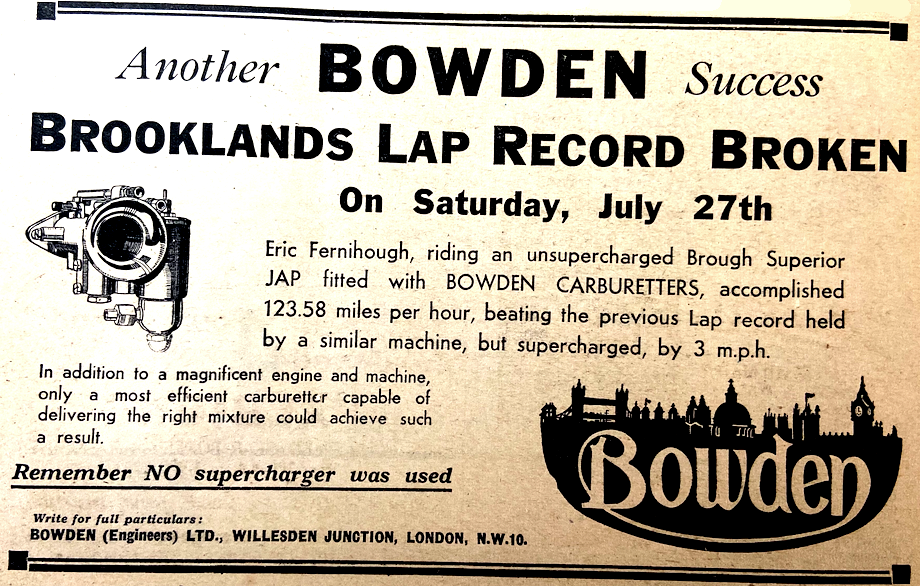 Another BOWDEN Success
BROOKLANDS LAP RECORD BROKEN
On Saturday, July 27th
Eric Fernihough, riding an unsupercharged Brough Superior
JAP fitted with BOWDEN CARBURETTERS, accomplished
123.58 miles per hour, beating the previous Lap record held
by a similar machine, but supercharged, by 3 m.p.h.
In addition to a magnificent engine and machine,
only a most efficient carburetter capable of
delivering the right mixture could achieve such
a result.
Remember NO supercharger was used
Write for full particulars:
BOWDEN (Engineers) LTD., WILLESDEN JUNCTION, LONDON, N.W.10.
Bowden